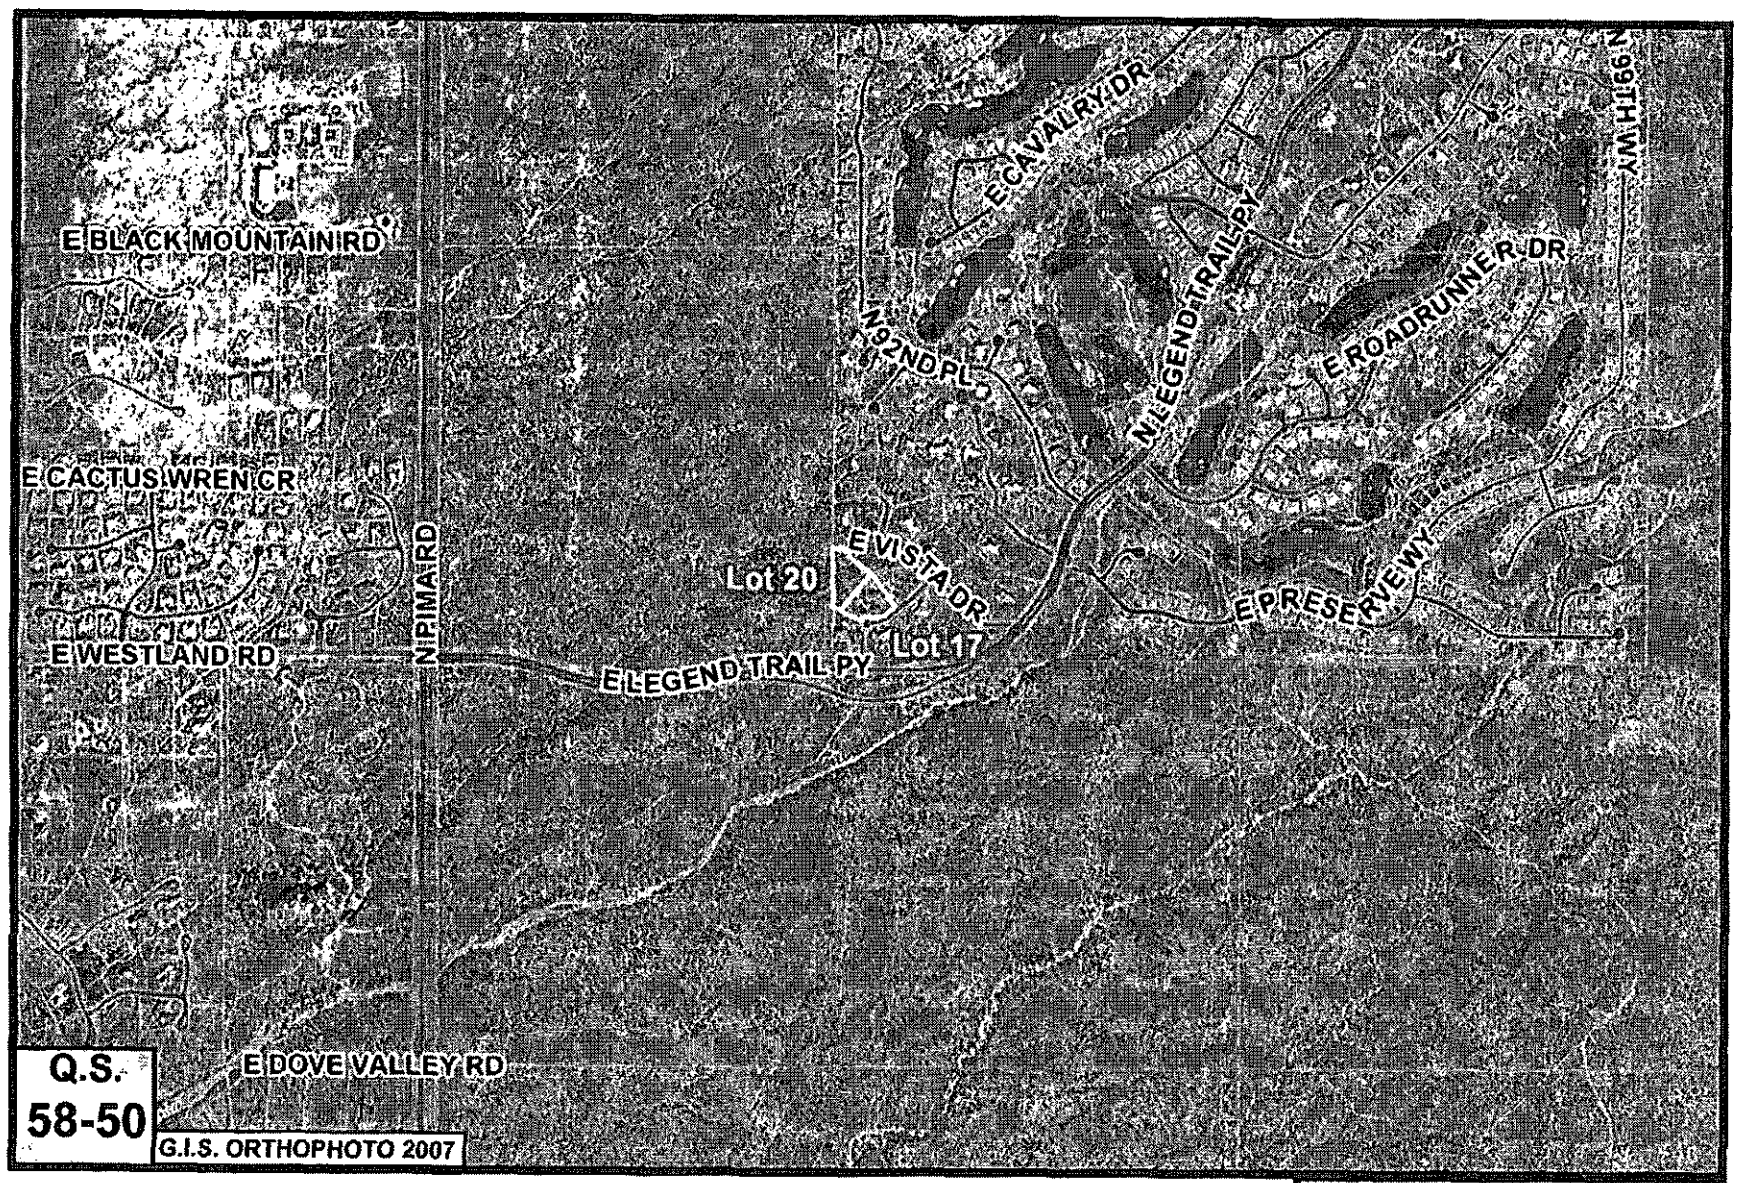 E CAVALRY DR
N 99TH WY
E BLACK MOUNTAIN RD
N LEGEND TRAIL PY
E ROADRUNNER DR
N 92ND PL
E CACTUS WREN CR
N PIMA RD
E VISTA DR
Lot 20
E PRESERVE WY
Lot 17
E WESTLAND RD
E LEGEND TRAIL PY
Q.S.
58-50
E DOVE VALLEY RD
G.I.S. ORTHOPHOTO 2007